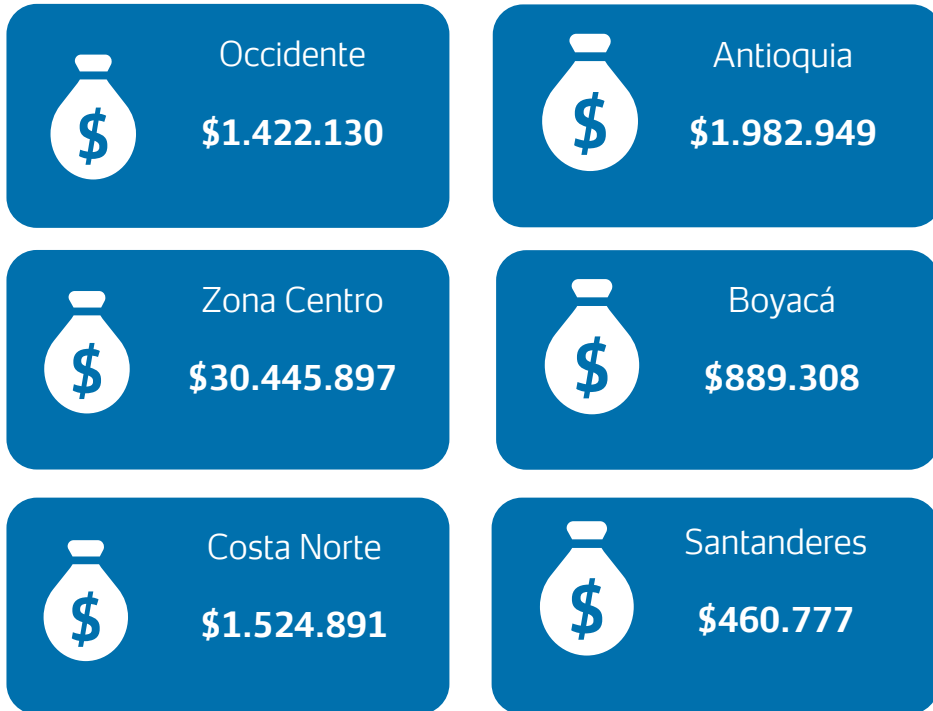 Occidente
$
$1.422.130
Antioquia
$
$1.982.949
Zona Centro
$
$30.445.897
Boyacá
$
$889.308
Costa Norte
$
$1.524.891
Santanderes
$
$460.777